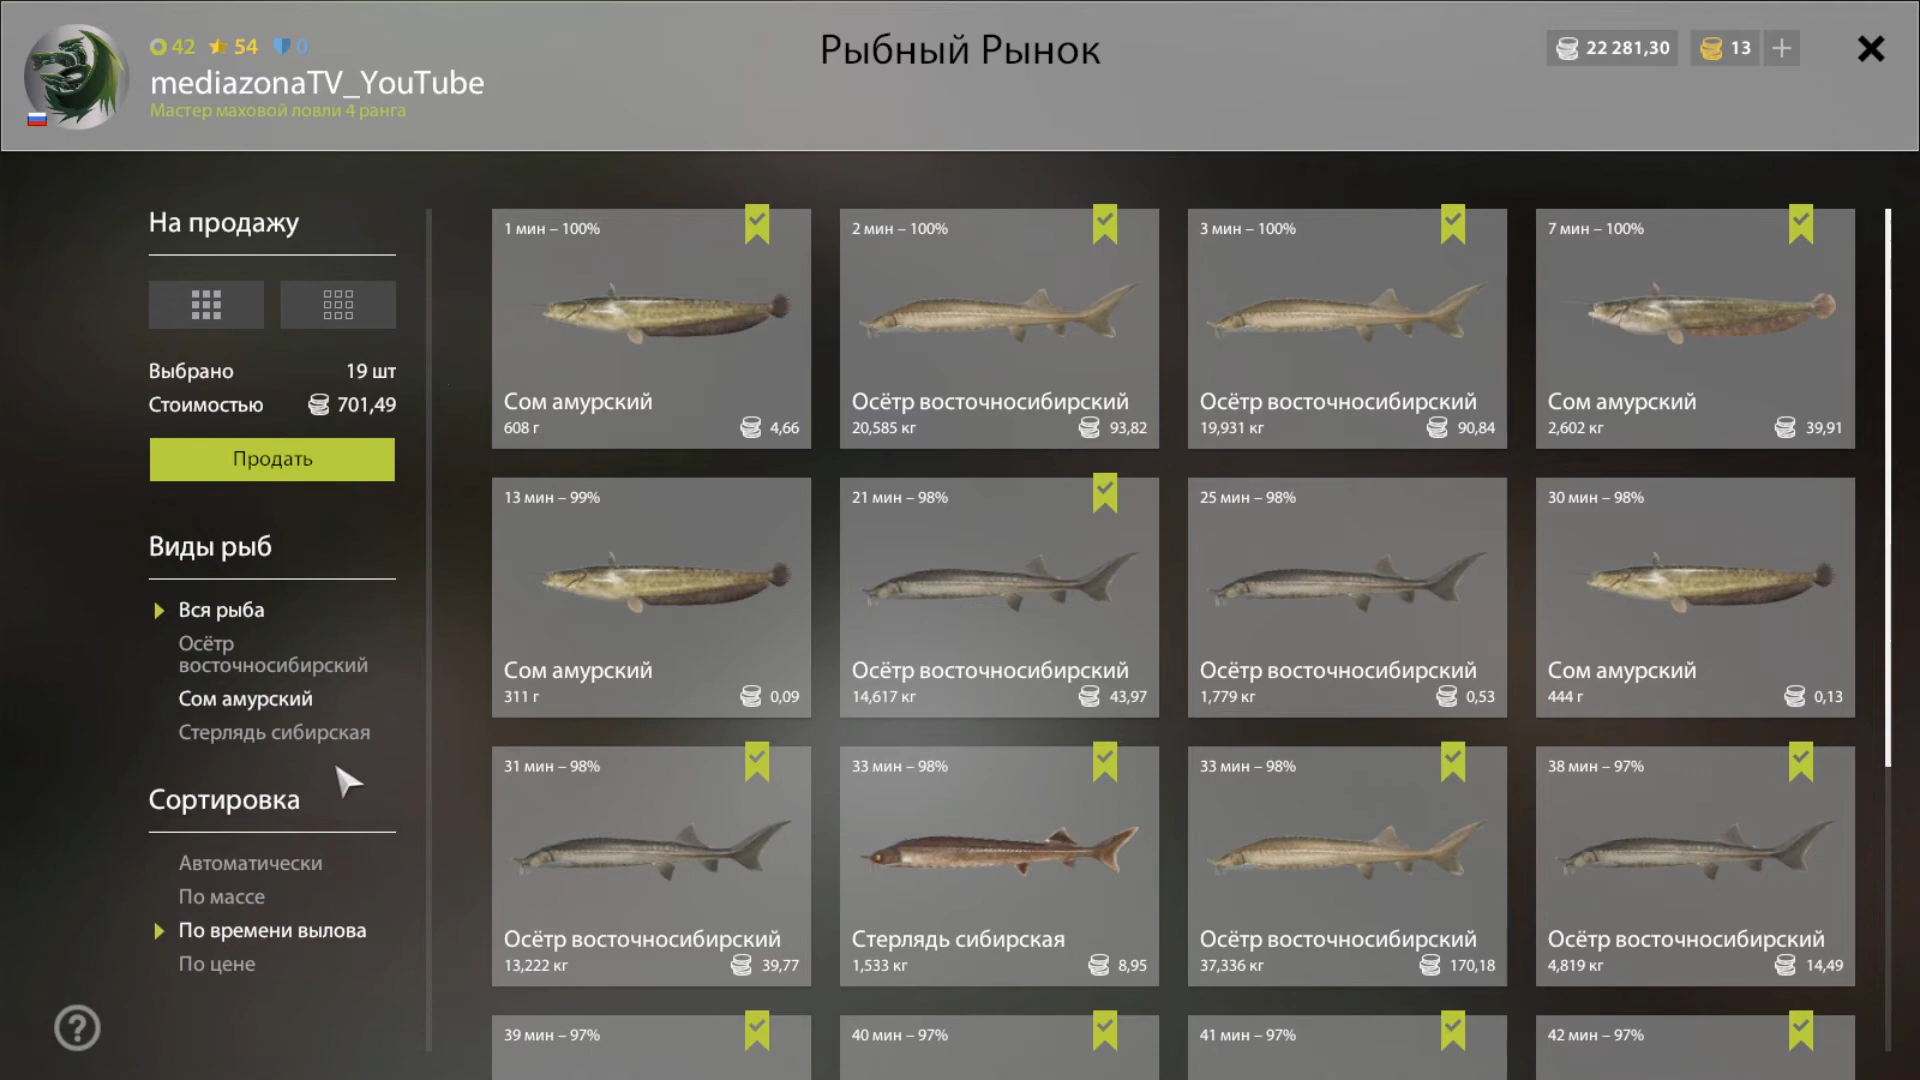 42 54 0
mediazonaTV_YouTube
Мастер маховой ловли 4 ранга
Рыбный Рынок
22 281,30 13 +
На продажу
Выбрано 19 шт
Стоимостью 701,49
Продать
Виды рыб
Вся рыба
Осётр
восточносибирский
Сом амурский
Стерлядь сибирская
Сортировка
Автоматически
По массе
По времени вылова
По цене
?
1 мин – 100%
Сом амурский
608 г 4,66
2 мин – 100%
Осётр восточносибирский
20,585 кг 93,82
3 мин – 100%
Осётр восточносибирский
19,931 кг 90,84
7 мин – 100%
Сом амурский
2,602 кг 39,91
13 мин – 99%
Сом амурский
311 г 0,09
21 мин – 98%
Осётр восточносибирский
14,617 кг 43,97
25 мин – 98%
Осётр восточносибирский
1,779 кг 0,53
30 мин – 98%
Сом амурский
444 г 0,13
31 мин – 98%
Осётр восточносибирский
13,222 кг 39,77
33 мин – 98%
Стерлядь сибирская
1,533 кг 8,95
33 мин – 98%
Осётр восточносибирский
37,336 кг 170,18
38 мин – 97%
Осётр восточносибирский
4,819 кг 14,49
39 мин – 97%
40 мин – 97%
41 мин – 97%
42 мин – 97%